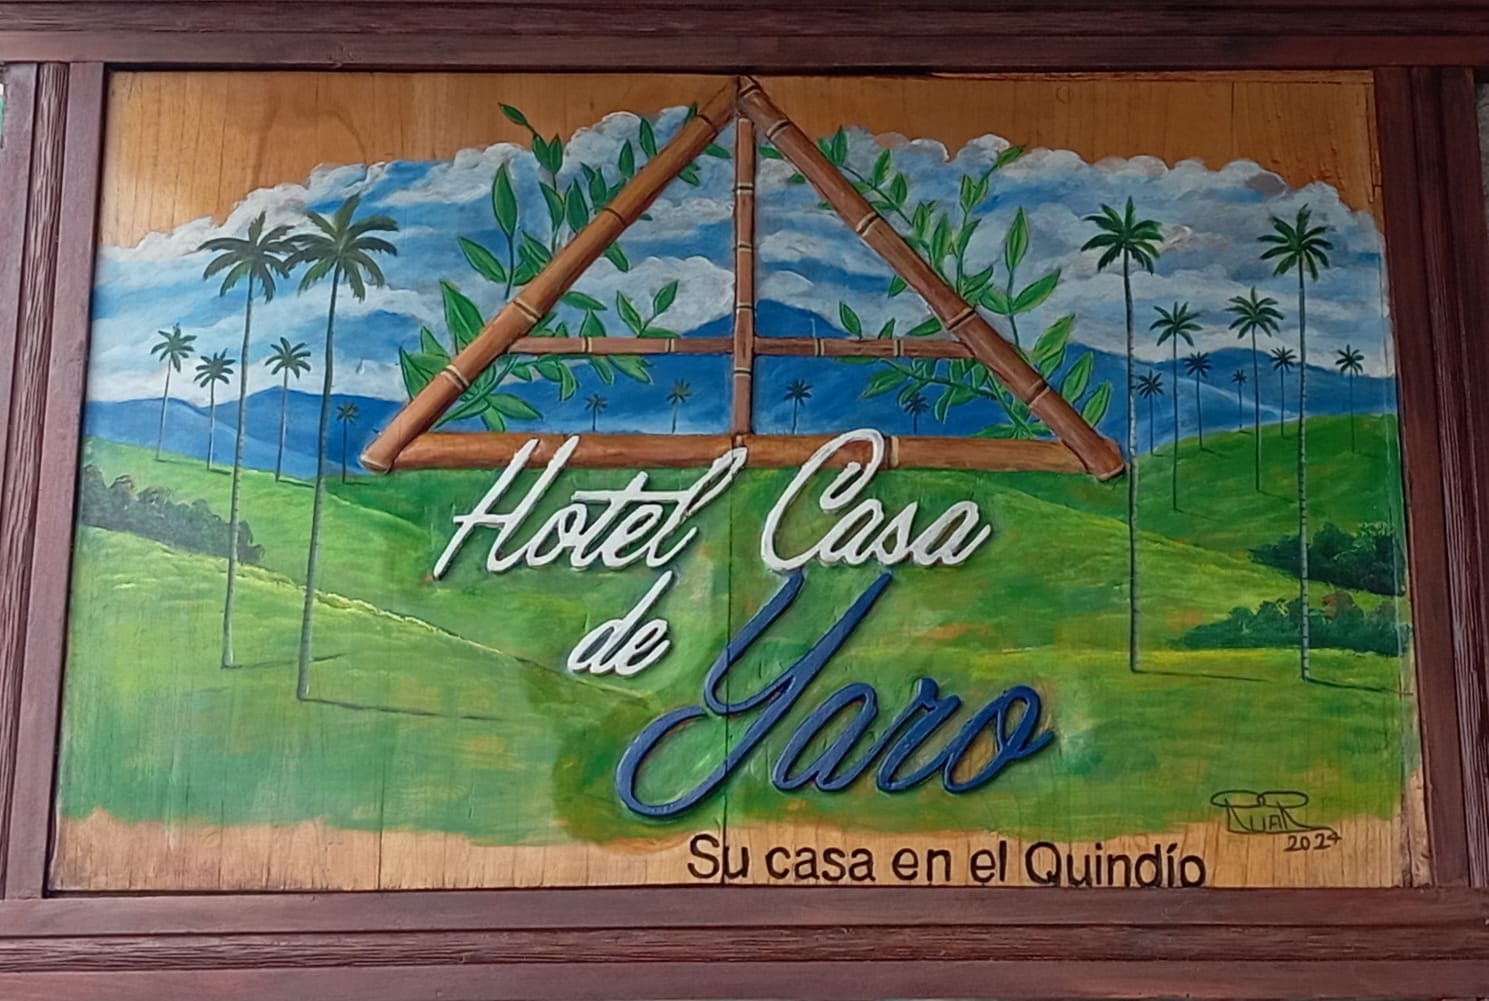 Hotel Casa
de Yaro
Su casa en el Quindío
2024